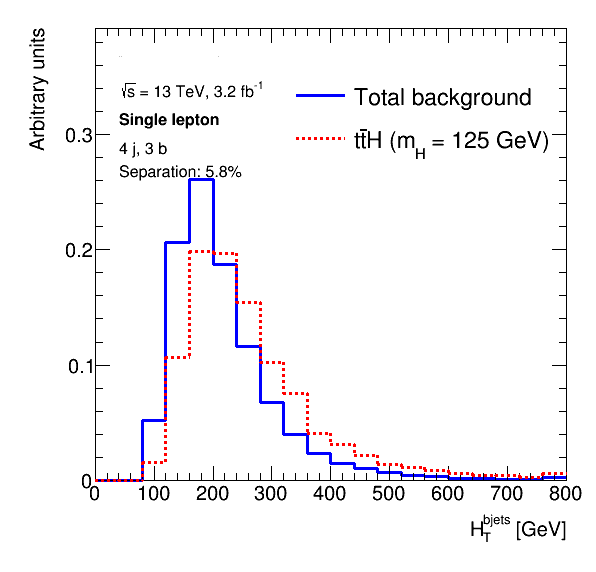 Arbitrary units
√s = 13 TeV, 3.2 fb⁻¹
Single lepton
4 j, 3 b
Separation: 5.8%
Total background
tt̄H (m_H = 125 GeV)
0.3
0.2
0.1
0
0 100 200 300 400 500 600 700 800
H_T^bjets [GeV]